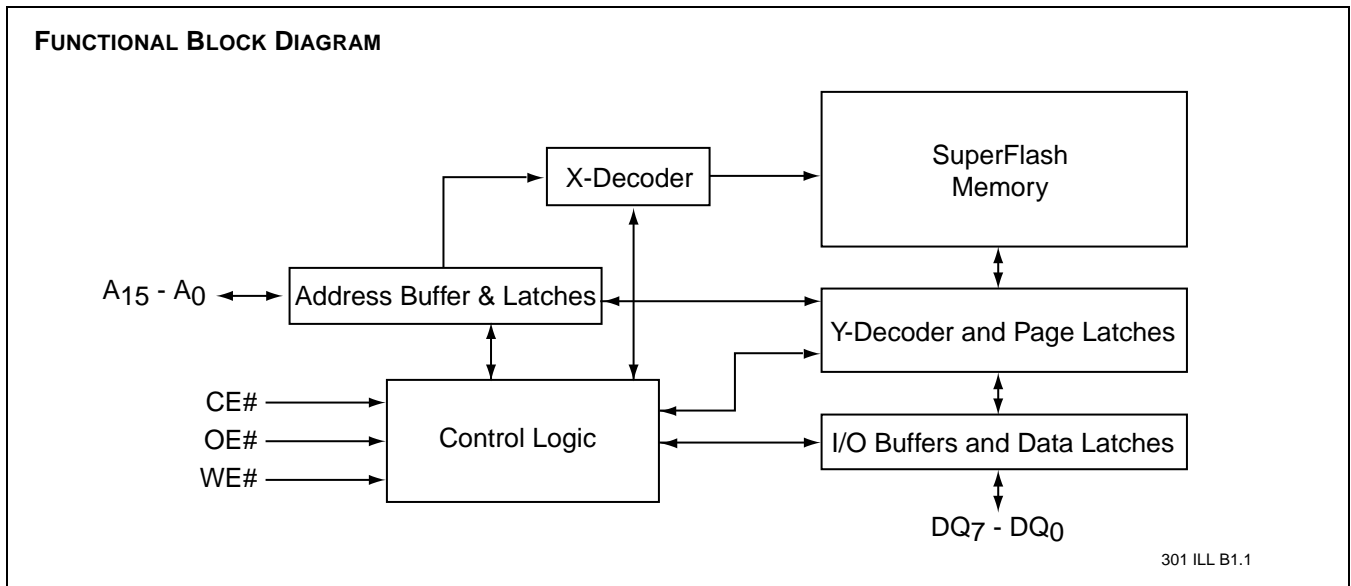 FUNCTIONAL BLOCK DIAGRAM
SuperFlash
Memory
X-Decoder
A15 - A0
Address Buffer & Latches
Y-Decoder and Page Latches
CE#
OE#
WE#
Control Logic
I/O Buffers and Data Latches
DQ7 - DQ0
301 ILL B1.1